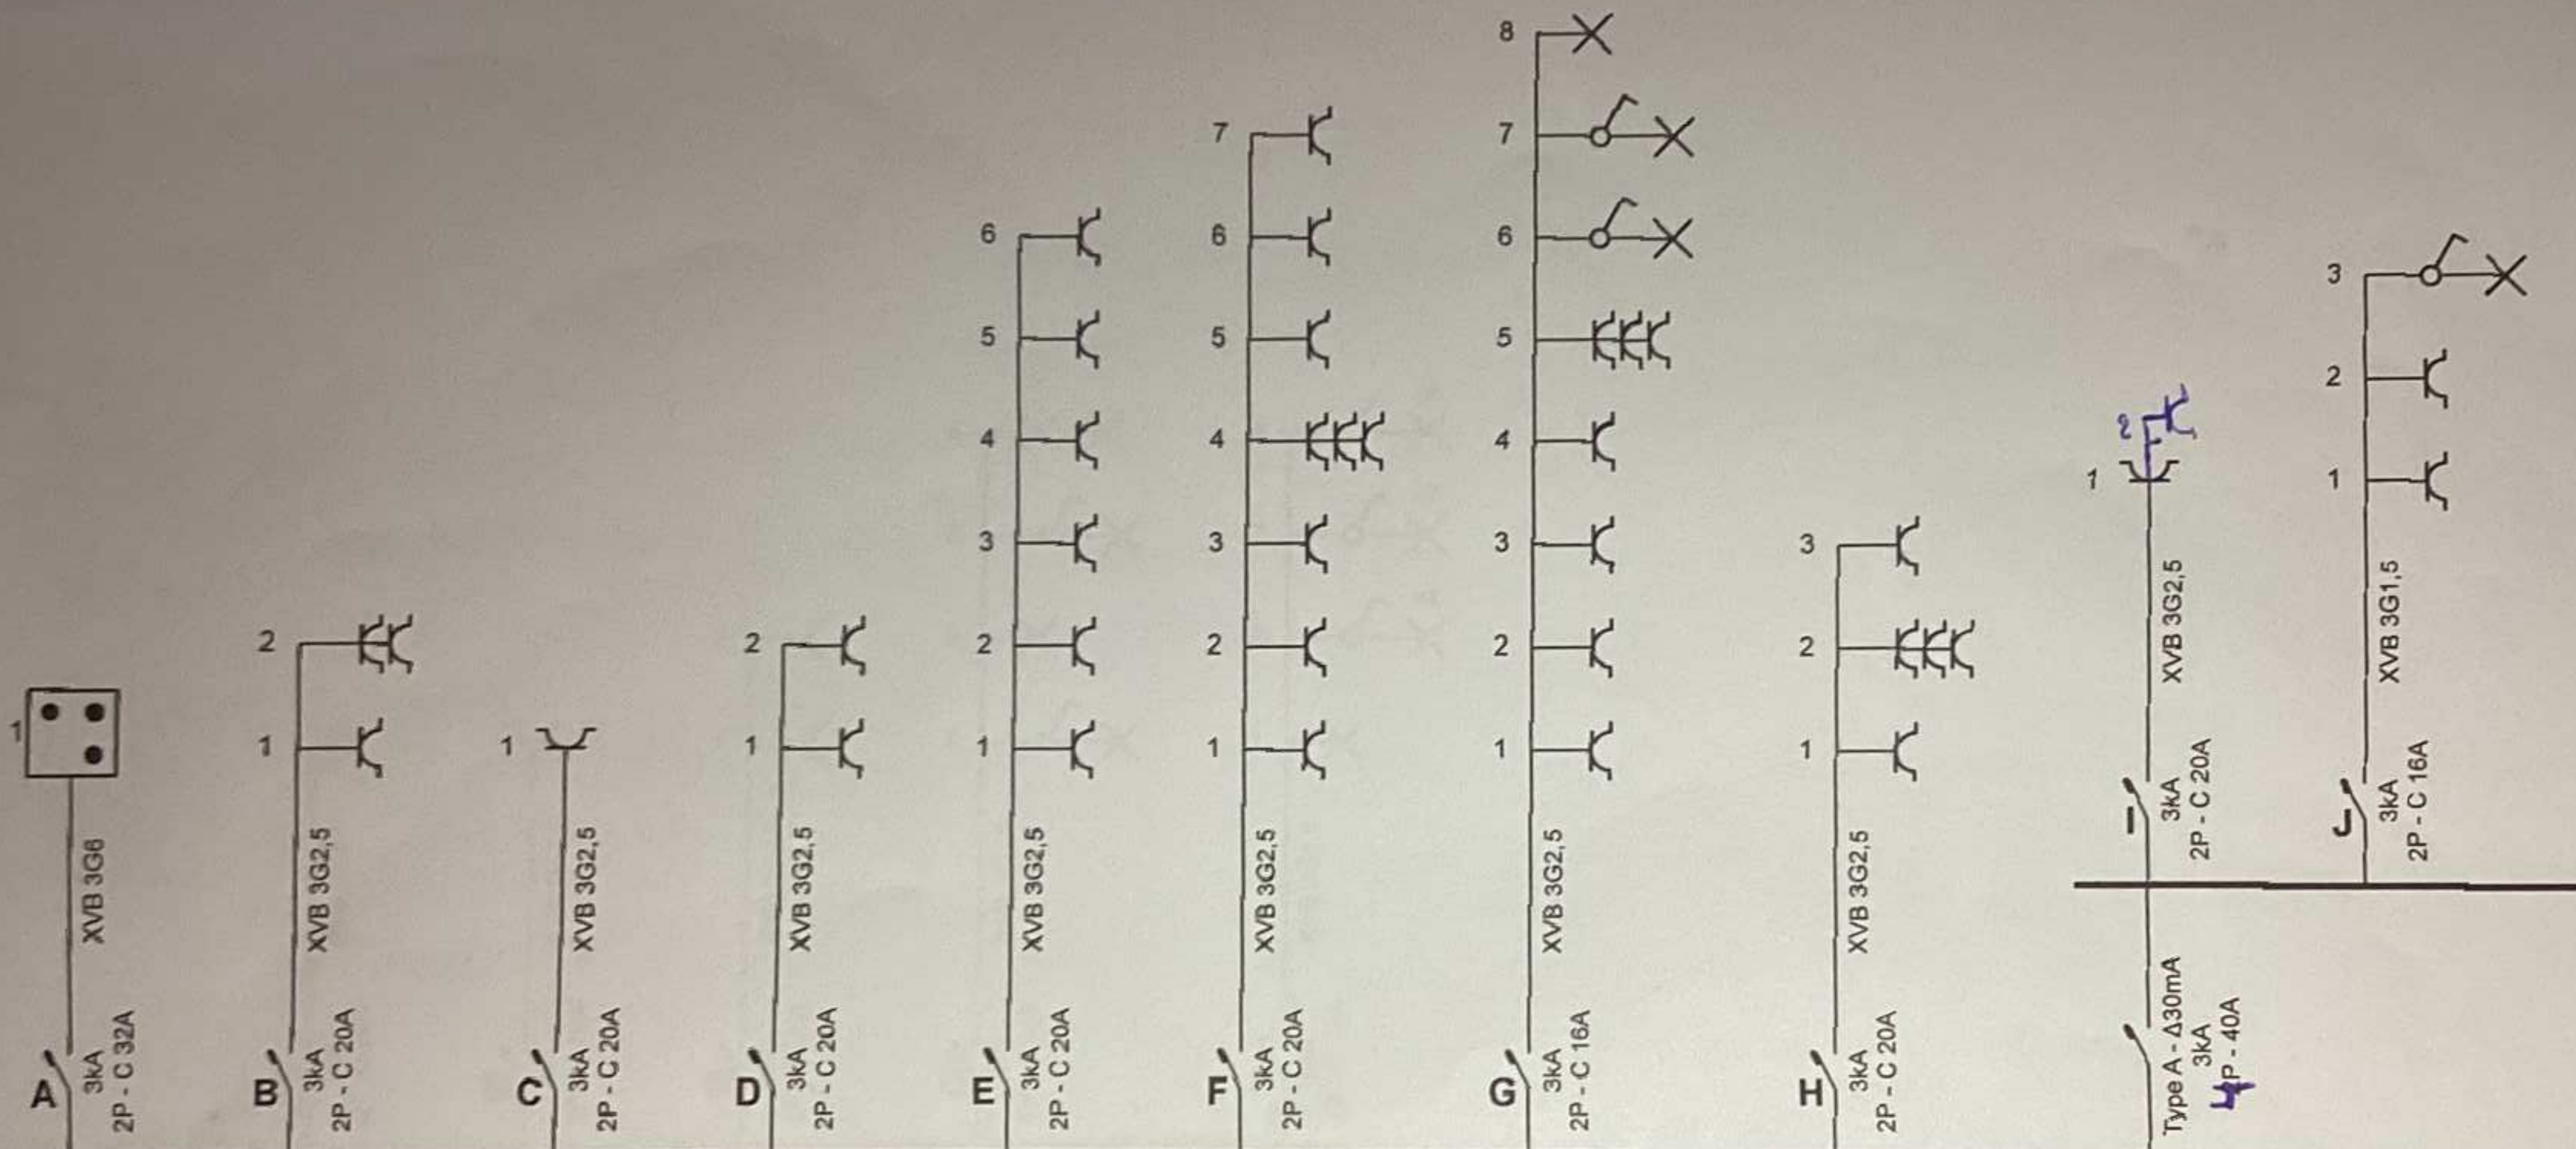 1
XVB 3G6
A
3kA
2P - C 32A
2
1
XVB 3G2,5
B
3kA
2P - C 20A
1
XVB 3G2,5
C
3kA
2P - C 20A
2
1
XVB 3G2,5
D
3kA
2P - C 20A
6
5
4
3
2
1
XVB 3G2,5
E
3kA
2P - C 20A
7
6
5
4
3
2
1
XVB 3G2,5
F
3kA
2P - C 20A
8
7
6
5
4
3
2
1
XVB 3G2,5
G
3kA
2P - C 16A
3
2
1
XVB 3G2,5
H
3kA
2P - C 20A
2
1
XVB 3G2,5
I
3kA
2P - C 20A
Type A - Δ30mA
3kA
4P - 40A
3
2
1
XVB 3G1,5
J
3kA
2P - C 16A